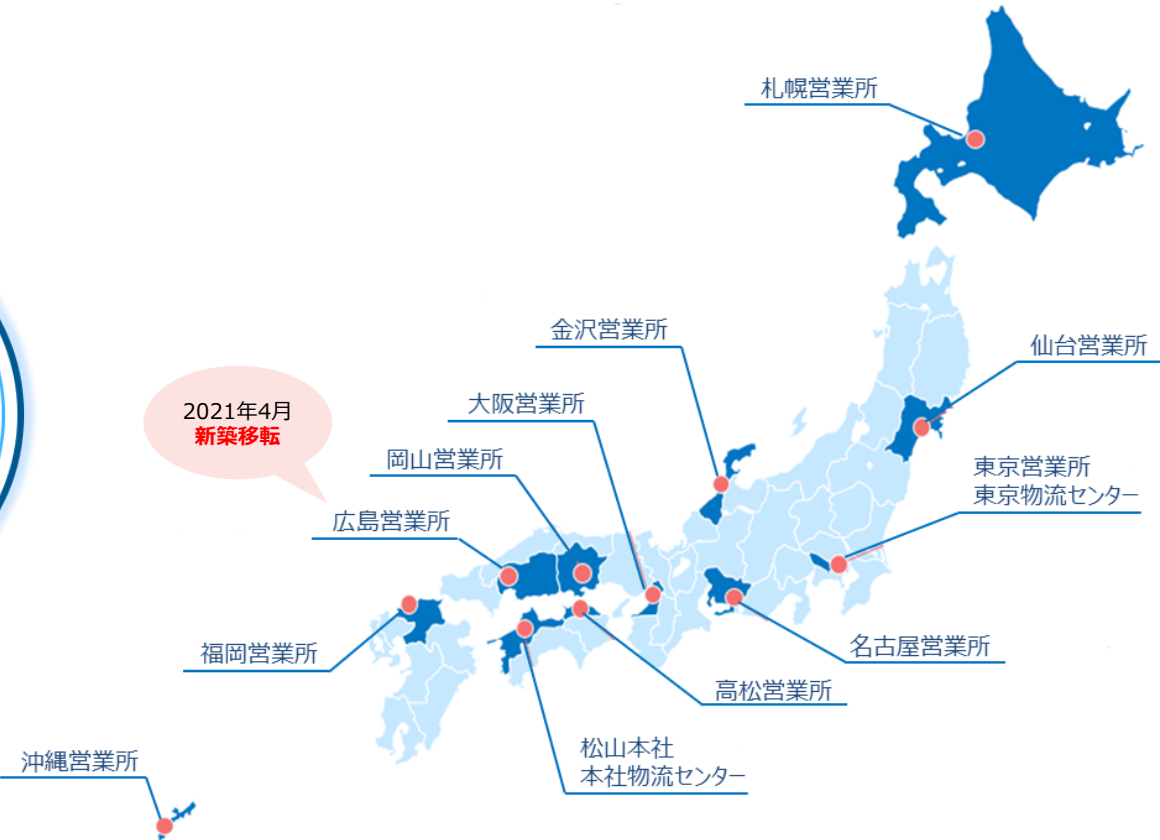 札幌営業所
金沢営業所
仙台営業所
2021年4月
新築移転
大阪営業所
岡山営業所
東京営業所
東京物流センター
広島営業所
福岡営業所
名古屋営業所
高松営業所
松山本社
本社物流センター
沖縄営業所